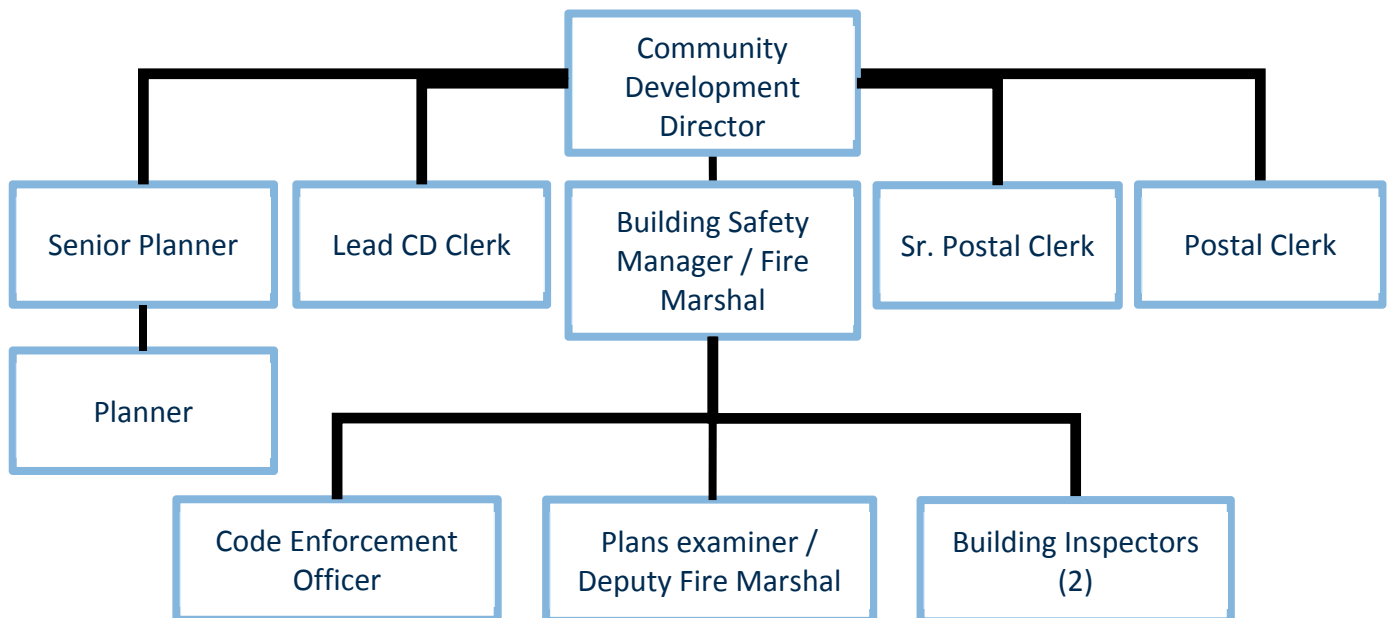 Community
Development
Director
Senior Planner
Lead CD Clerk
Building Safety
Manager / Fire
Marshal
Sr. Postal Clerk
Postal Clerk
Planner
Code Enforcement
Officer
Plans examiner /
Deputy Fire Marshal
Building Inspectors
(2)